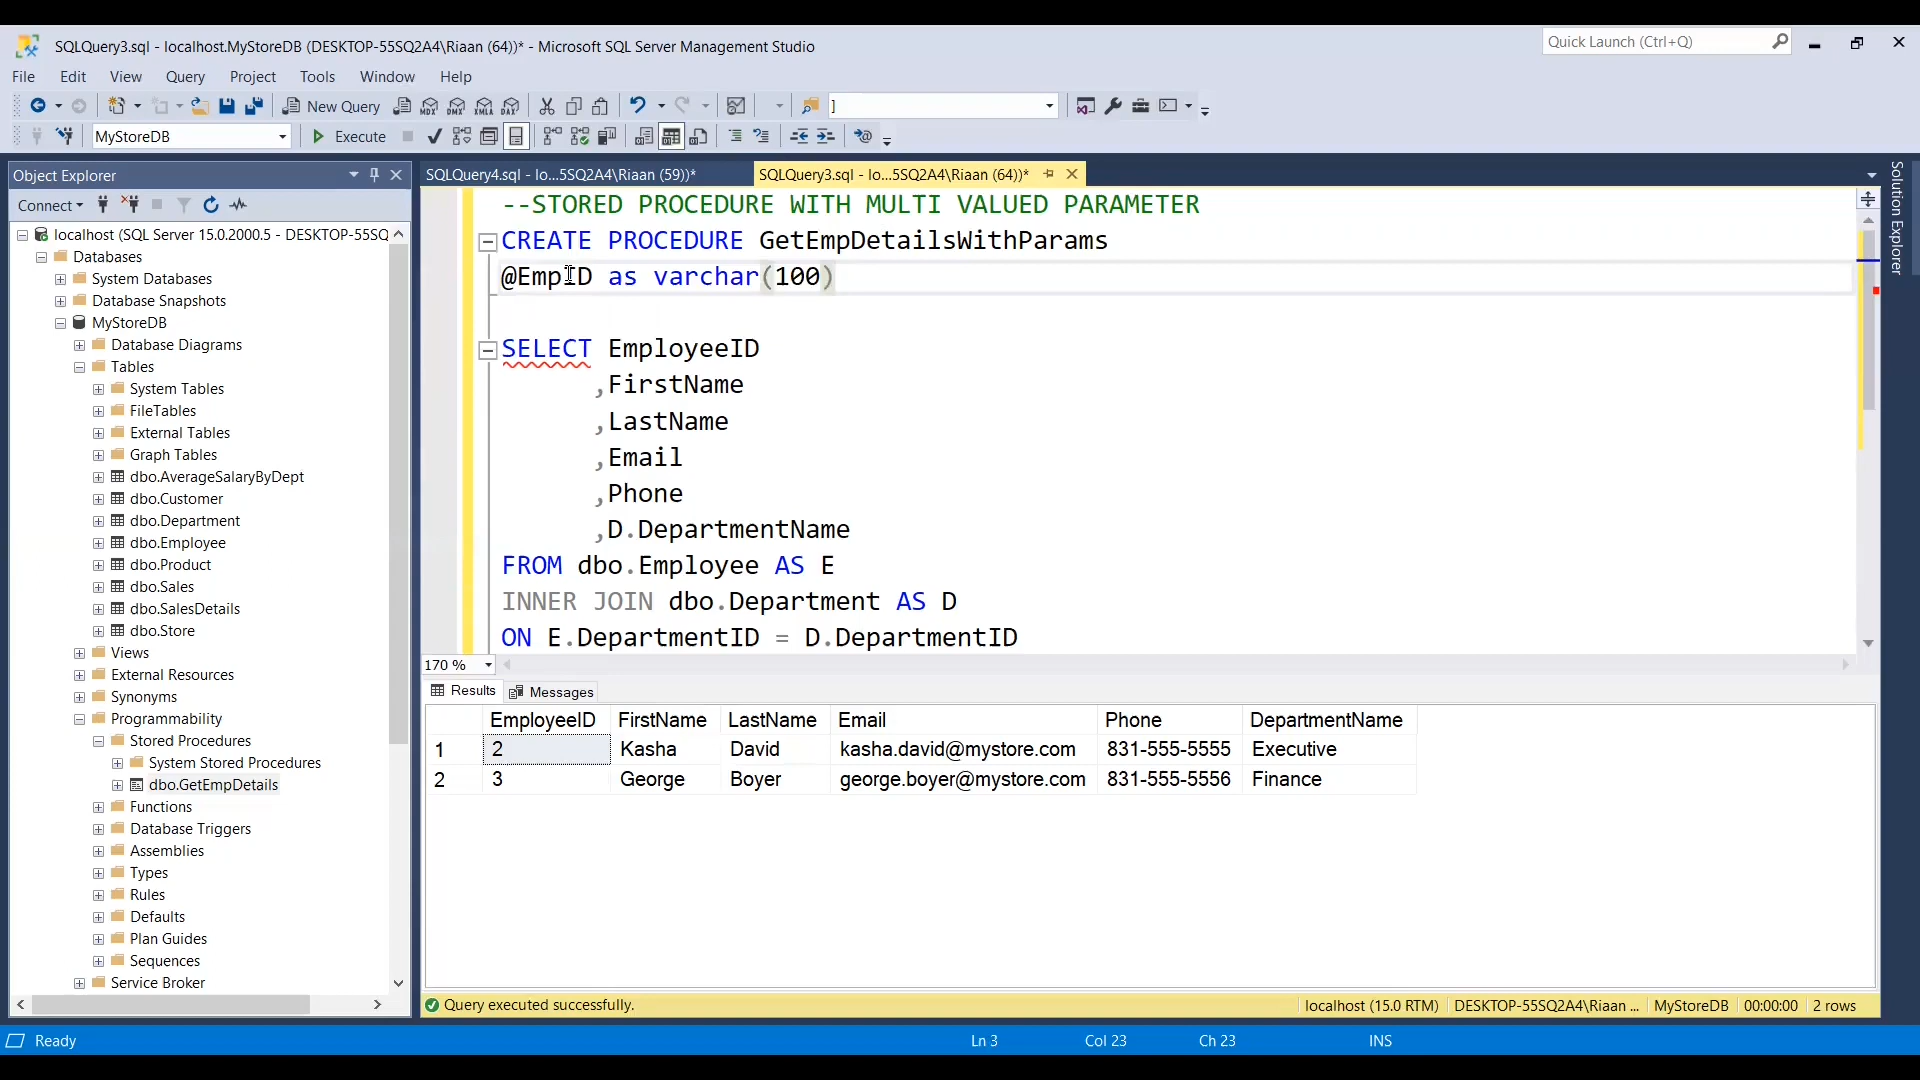 SQLQuery3.sql - localhost.MyStoreDB (DESKTOP-55SQ2A4\Riaan (64))* - Microsoft SQL Server Management Studio
Quick Launch (Ctrl+Q)
File Edit View Query Project Tools Window Help
New Query MDX DMX XMLA DAX ]
MyStoreDB Execute
Object Explorer
Connect
localhost (SQL Server 15.0.2000.5 - DESKTOP-55SQ
Databases
System Databases
Database Snapshots
MyStoreDB
Database Diagrams
Tables
System Tables
FileTables
External Tables
Graph Tables
dbo.AverageSalaryByDept
dbo.Customer
dbo.Department
dbo.Employee
dbo.Product
dbo.Sales
dbo.SalesDetails
dbo.Store
Views
External Resources
Synonyms
Programmability
Stored Procedures
System Stored Procedures
dbo.GetEmpDetails
Functions
Database Triggers
Assemblies
Types
Rules
Defaults
Plan Guides
Sequences
Service Broker
SQLQuery4.sql - lo...5SQ2A4\Riaan (59))* SQLQuery3.sql - lo...5SQ2A4\Riaan (64))*
--STORED PROCEDURE WITH MULTI VALUED PARAMETER
CREATE PROCEDURE GetEmpDetailsWithParams
@EmpID as varchar(100)
SELECT EmployeeID
,FirstName
,LastName
,Email
,Phone
,D.DepartmentName
FROM dbo.Employee AS E
INNER JOIN dbo.Department AS D
ON E.DepartmentID = D.DepartmentID
170 %
Results Messages
EmployeeID FirstName LastName Email Phone DepartmentName
1 2 Kasha David kasha.david@mystore.com 831-555-5555 Executive
2 3 George Boyer george.boyer@mystore.com 831-555-5556 Finance
Query executed successfully. localhost (15.0 RTM) DESKTOP-55SQ2A4\Riaan ... MyStoreDB 00:00:00 2 rows
Solution Explorer
Ready Ln 3 Col 23 Ch 23 INS